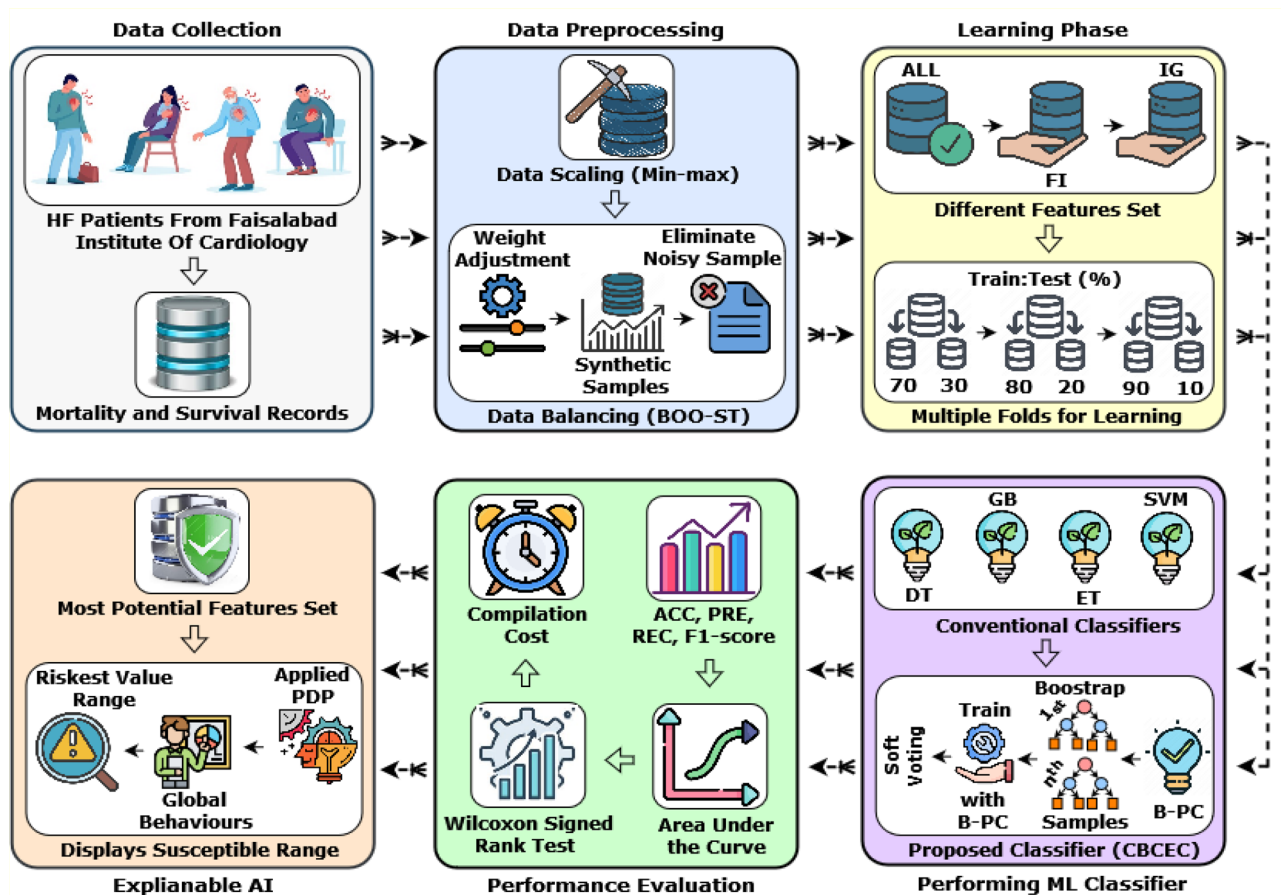 Data Collection
HF Patients From Faisalabad
Institute Of Cardiology
Mortality and Survival Records
Data Preprocessing
Data Scaling (Min-max)
Weight
Adjustment
Eliminate
Noisy Sample
Synthetic
Samples
Data Balancing (BOO-ST)
Learning Phase
ALL
IG
FI
Different Features Set
Train:Test (%)
70 30 80 20 90 10
Multiple Folds for Learning
GB
SVM
DT
ET
Conventional Classifiers
Boostrap
1st
nth
Samples
B-PC
Train
with
B-PC
Soft
Voting
Proposed Classifier (CBCEC)
Performing ML Classifier
Compilation
Cost
ACC, PRE,
REC, F1-score
Wilcoxon Signed
Rank Test
Area Under
the Curve
Performance Evaluation
Most Potential Features Set
Riskest Value
Range
Applied
PDP
Global
Behaviours
Displays Susceptible Range
Explianable AI